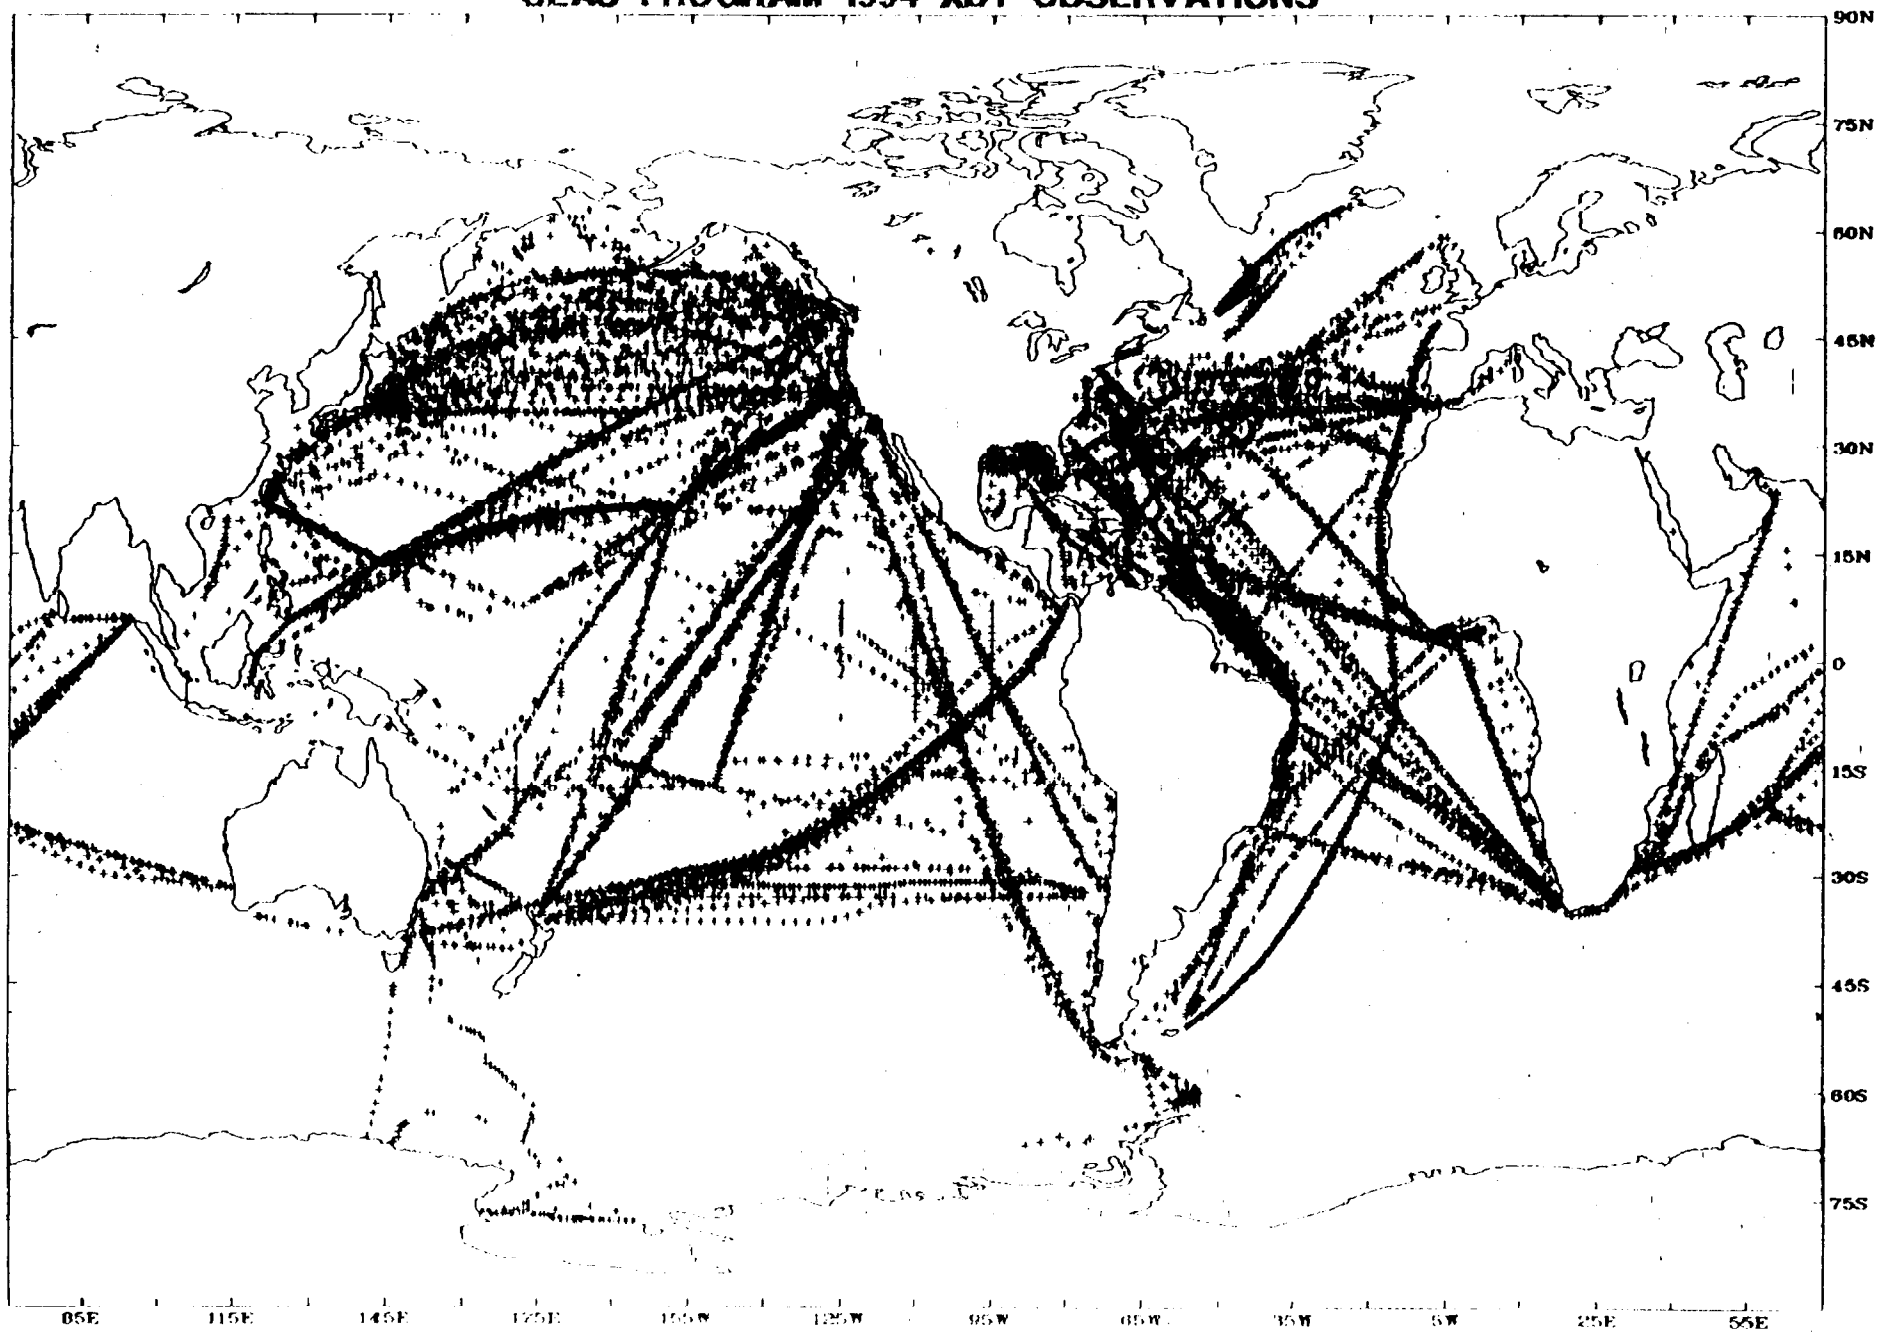 SEAS PROGRAM 1994 XBT OBSERVATIONS
90N
75N
60N
45N
30N
15N
0
15S
30S
45S
60S
75S
85E 115E 145E 175E 155W 125W 95W 65W 35W 5W 25E 55E